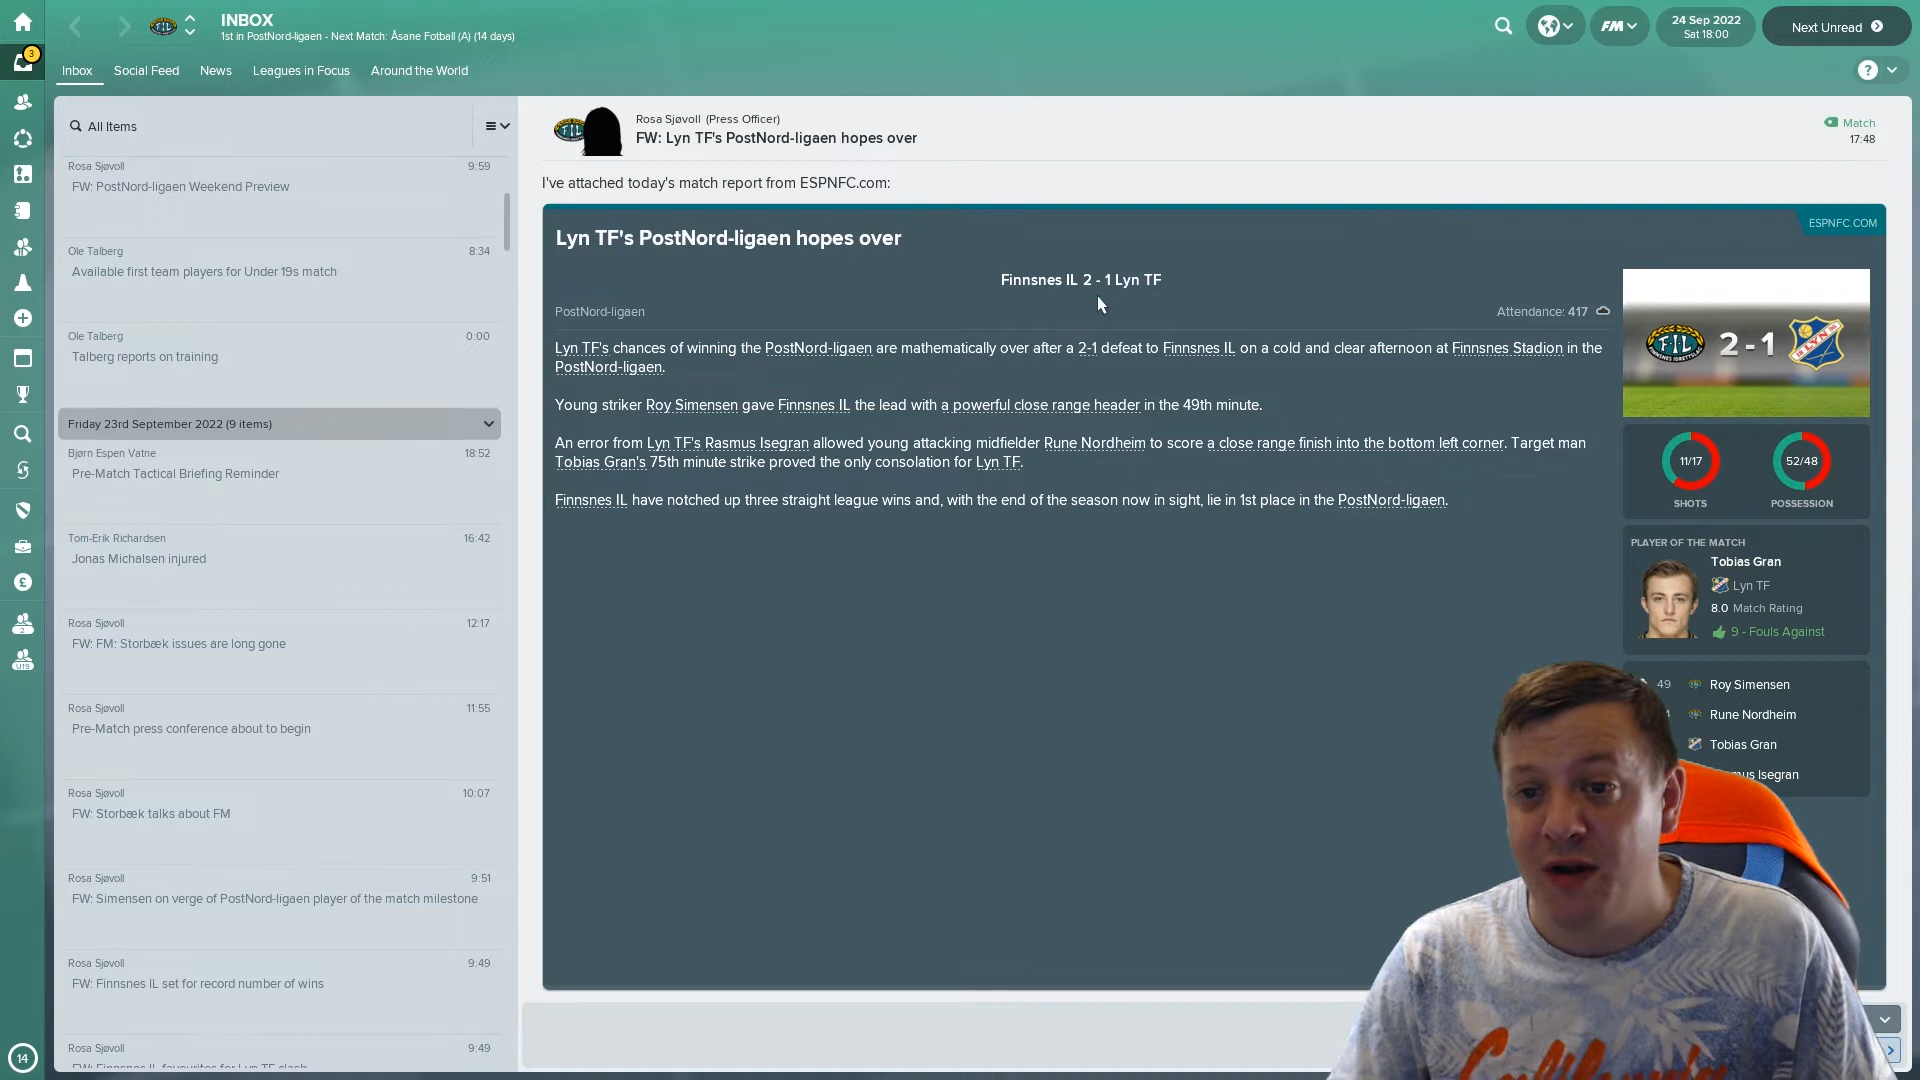 INBOX
1st in PostNord-ligaen - Next Match: Åsane Fotball (A) (14 days)
FM
24 Sep 2022
Sat 18:00
Next Unread
3
Inbox
Social Feed
News
Leagues in Focus
Around the World
?
All Items
Rosa Sjøvoll 9:59
FW: PostNord-ligaen Weekend Preview
Ole Talberg 8:34
Available first team players for Under 19s match
Ole Talberg 0:00
Talberg reports on training
Friday 23rd September 2022 (9 items)
Bjørn Espen Vatne 18:52
Pre-Match Tactical Briefing Reminder
Tom-Erik Richardsen 16:42
Jonas Michalsen injured
Rosa Sjøvoll 12:17
FW: FM: Storbæk issues are long gone
Rosa Sjøvoll 11:55
Pre-Match press conference about to begin
Rosa Sjøvoll 10:07
FW: Storbæk talks about FM
Rosa Sjøvoll 9:51
FW: Simensen on verge of PostNord-ligaen player of the match milestone
Rosa Sjøvoll 9:49
FW: Finnsnes IL set for record number of wins
Rosa Sjøvoll 9:49
FW: Finnsnes IL favourites for Lyn TF clash
£
2
U19
14
Rosa Sjøvoll (Press Officer)
FW: Lyn TF's PostNord-ligaen hopes over
Match
17:48
I've attached today's match report from ESPNFC.com:
ESPNFC.COM
Lyn TF's PostNord-ligaen hopes over
Finnsnes IL 2 - 1 Lyn TF
PostNord-ligaen
Attendance: 417
Lyn TF's chances of winning the PostNord-ligaen are mathematically over after a 2-1 defeat to Finnsnes IL on a cold and clear afternoon at Finnsnes Stadion in the
PostNord-ligaen.
Young striker Roy Simensen gave Finnsnes IL the lead with a powerful close range header in the 49th minute.
An error from Lyn TF's Rasmus Isegran allowed young attacking midfielder Rune Nordheim to score a close range finish into the bottom left corner. Target man
Tobias Gran's 75th minute strike proved the only consolation for Lyn TF.
Finnsnes IL have notched up three straight league wins and, with the end of the season now in sight, lie in 1st place in the PostNord-ligaen.
FIL
2 - 1
LYN
11/17
SHOTS
52/48
POSSESSION
PLAYER OF THE MATCH
Tobias Gran
Lyn TF
8.0 Match Rating
9 - Fouls Against
49 Roy Simensen
Rune Nordheim
Tobias Gran
Isegran